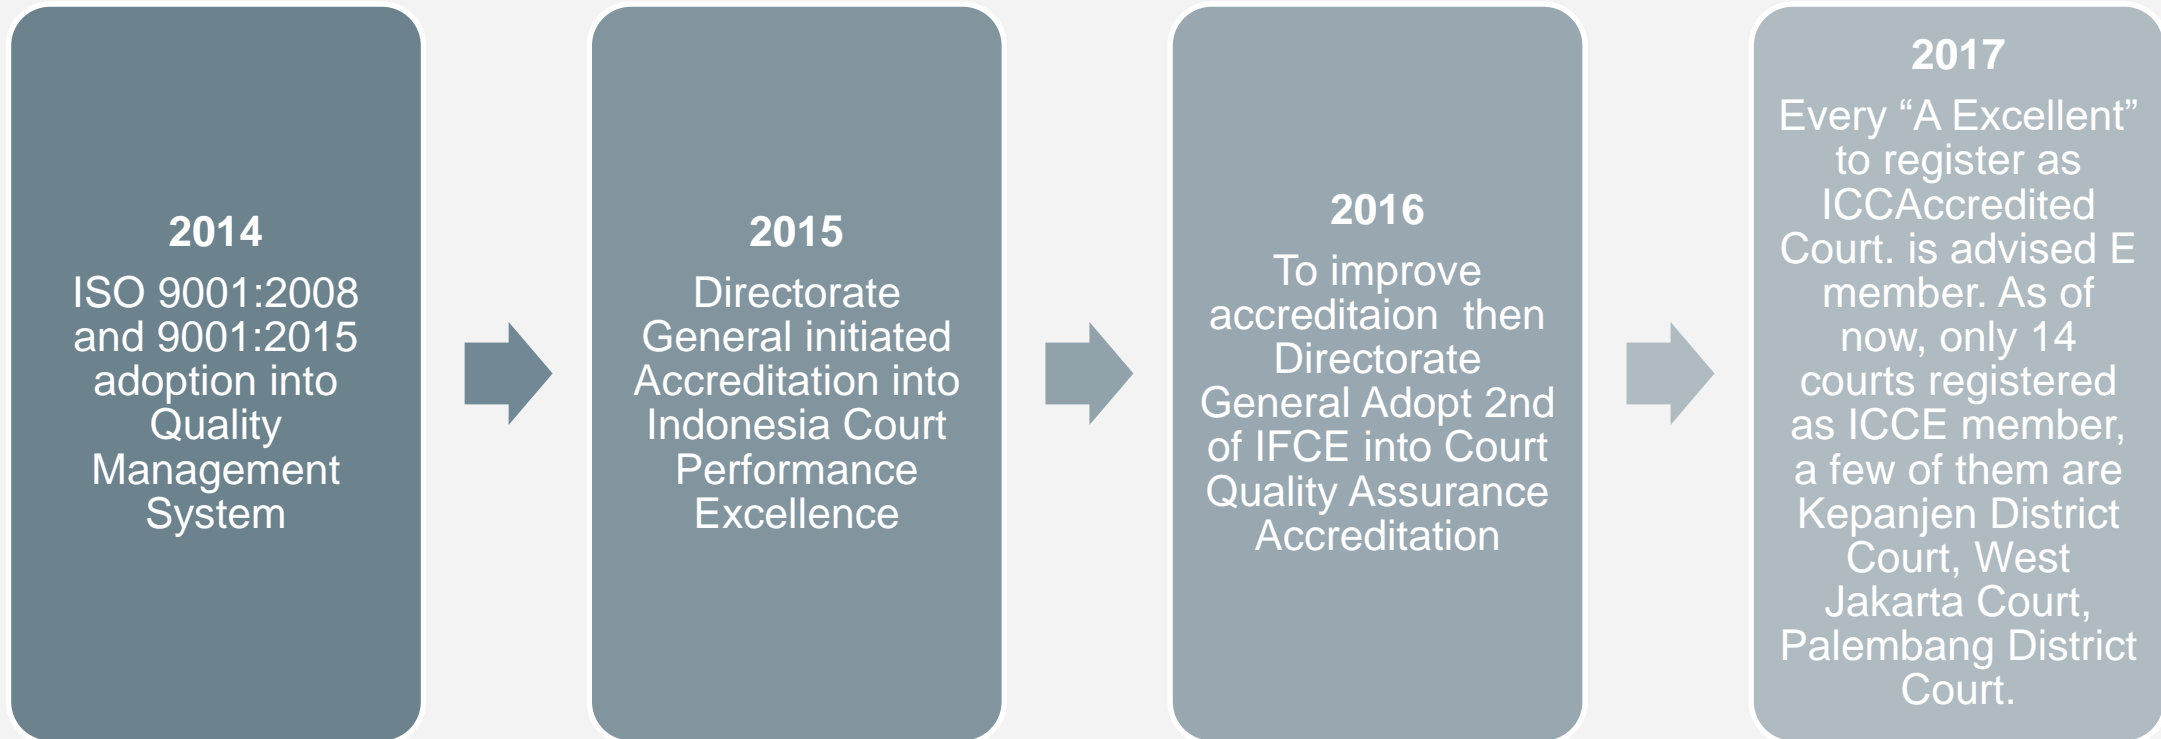 2014
ISO 9001:2008
and 9001:2015
adoption into
Quality
Management
System
2015
Directorate
General initiated
Accreditation into
Indonesia Court
Performance
Excellence
2016
To improve
accreditaion  then
Directorate
General Adopt 2nd
of IFCE into Court
Quality Assurance
Accreditation
2017
Every “A Excellent”
to register as
ICCAccredited
Court. is advised E
member. As of
now, only 14
courts registered
as ICCE member,
a few of them are
Kepanjen District
Court, West
Jakarta Court,
Palembang District
Court.